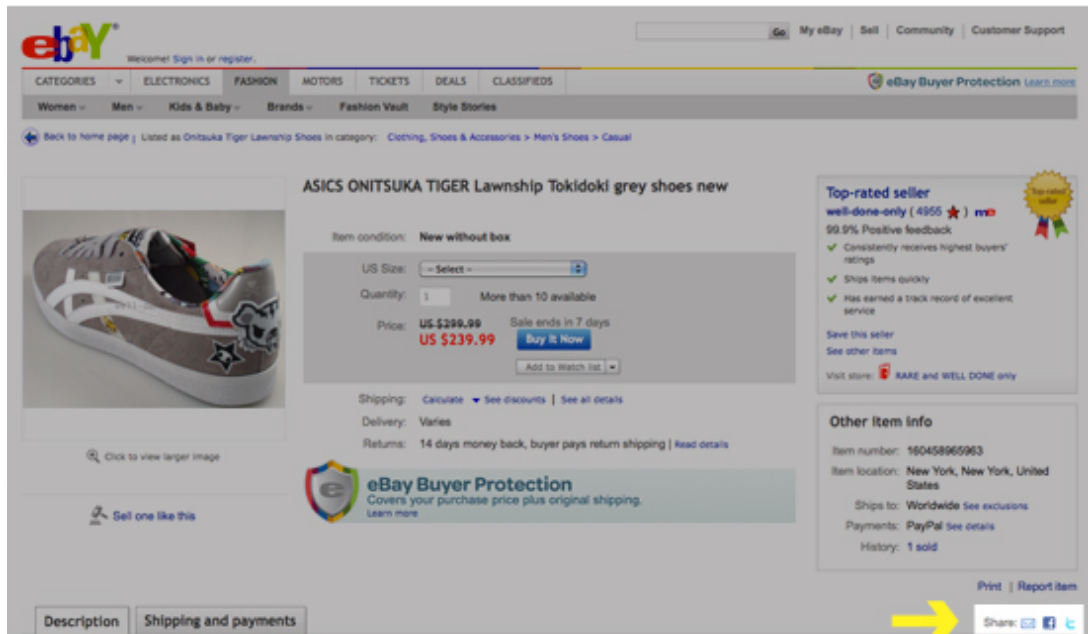 ebaY
Go My eBay | Sell | Community | Customer Support
Welcome! Sign in or register.
CATEGORIES ELECTRONICS FASHION MOTORS TICKETS DEALS CLASSIFIEDS
eBay Buyer Protection Learn more
Women Men Kids & Baby Brands Fashion Vault Style Stories
Back to home page | Listed as Onitsuka Tiger Lawnship Shoes in category: Clothing, Shoes & Accessories > Men's Shoes > Casual
ASICS ONITSUKA TIGER Lawnship Tokidoki grey shoes new
Item condition: New without box
US Size: - Select -
Quantity: 1 More than 10 available
Price: US $299.99 Sale ends in 7 days
US $239.99 Buy It Now
Add to Watch list
Shipping: Calculate See discounts | See all details
Delivery: Varies
Returns: 14 days money back, buyer pays return shipping | Read details
Click to view larger image
Sell one like this
eBay Buyer Protection
Covers your purchase price plus original shipping.
Learn more
Top-rated seller
Top-rated
seller
well-done-only ( 4955 ) me
99.9% Positive feedback
Consistently receives highest buyers'
ratings
Ships items quickly
Has earned a track record of excellent
service
Save this seller
See other items
Visit store: RARE and WELL DONE only
Other item info
Item number: 160458965963
Item location: New York, New York, United
States
Ships to: Worldwide See exclusions
Payments: PayPal See details
History: 1 sold
Print | Report item
Description Shipping and payments
Share: